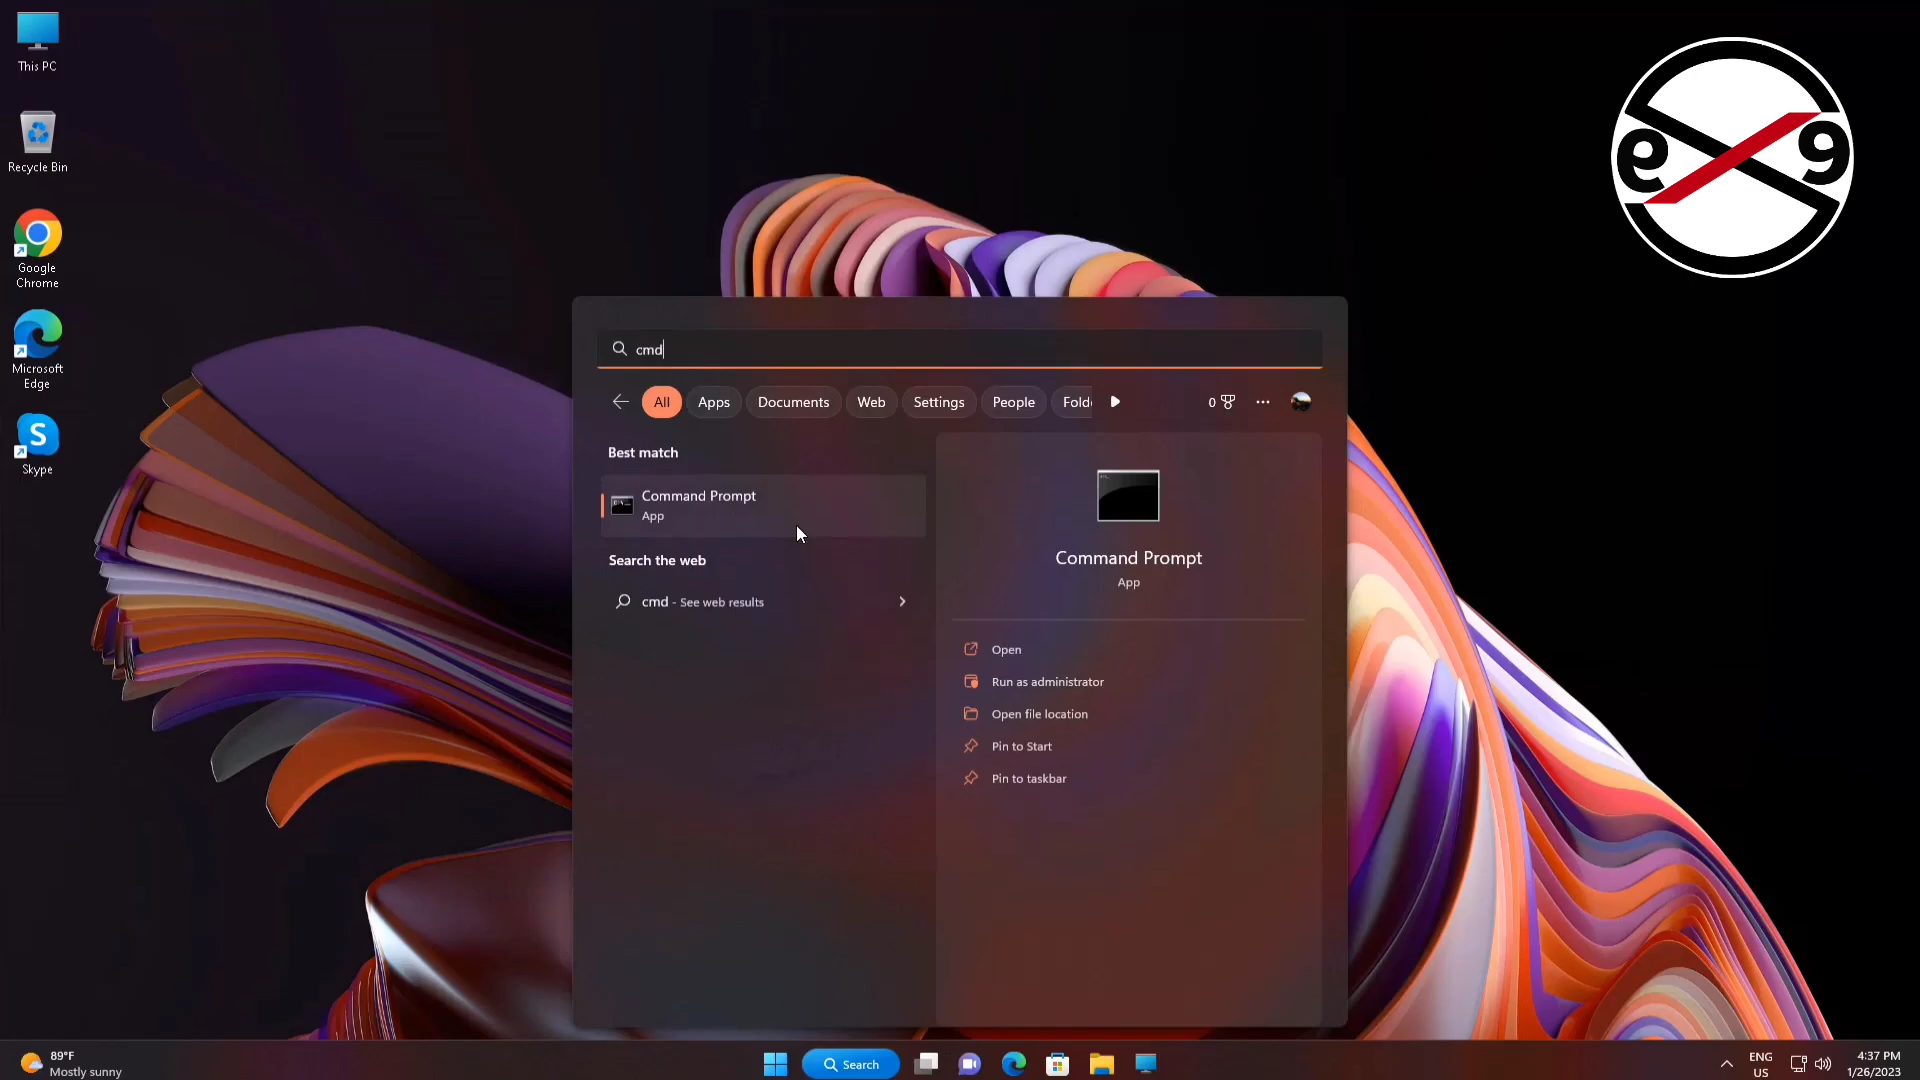 This PC
Recycle Bin
Google
Chrome
Microsoft
Edge
S
Skype
e 9
cmd
All Apps Documents Web Settings People Fold 0
Best match
Command Prompt
App
Search the web
cmd - See web results
Command Prompt
App
Open
Run as administrator
Open file location
Pin to Start
Pin to taskbar
89°F
Mostly sunny
Search
ENG
US
4:37 PM
1/26/2023